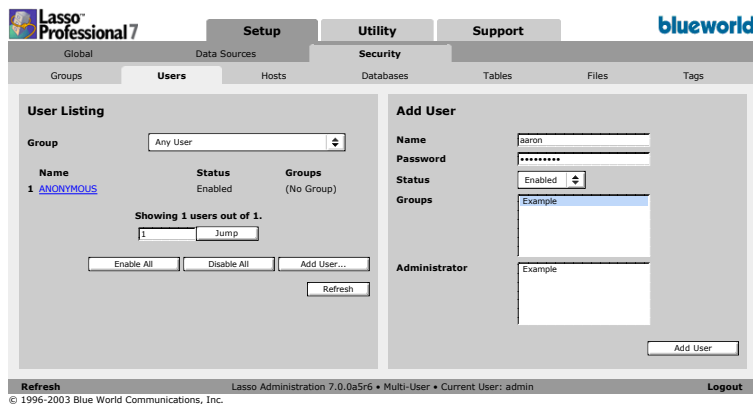 Lasso™
Professional 7
Setup
Utility
Support
blueworld
Global
Data Sources
Security
Groups
Users
Hosts
Databases
Tables
Files
Tags
User Listing
Group
Any User
Name Status Groups
1 ANONYMOUS Enabled (No Group)
Showing 1 users out of 1.
1 Jump
Enable All Disable All Add User...
Refresh
Add User
Name aaron
Password •••••••••
Status Enabled
Groups Example
Administrator Example
Add User
Refresh Lasso Administration 7.0.0a5r6 • Multi-User • Current User: admin Logout
© 1996-2003 Blue World Communications, Inc.